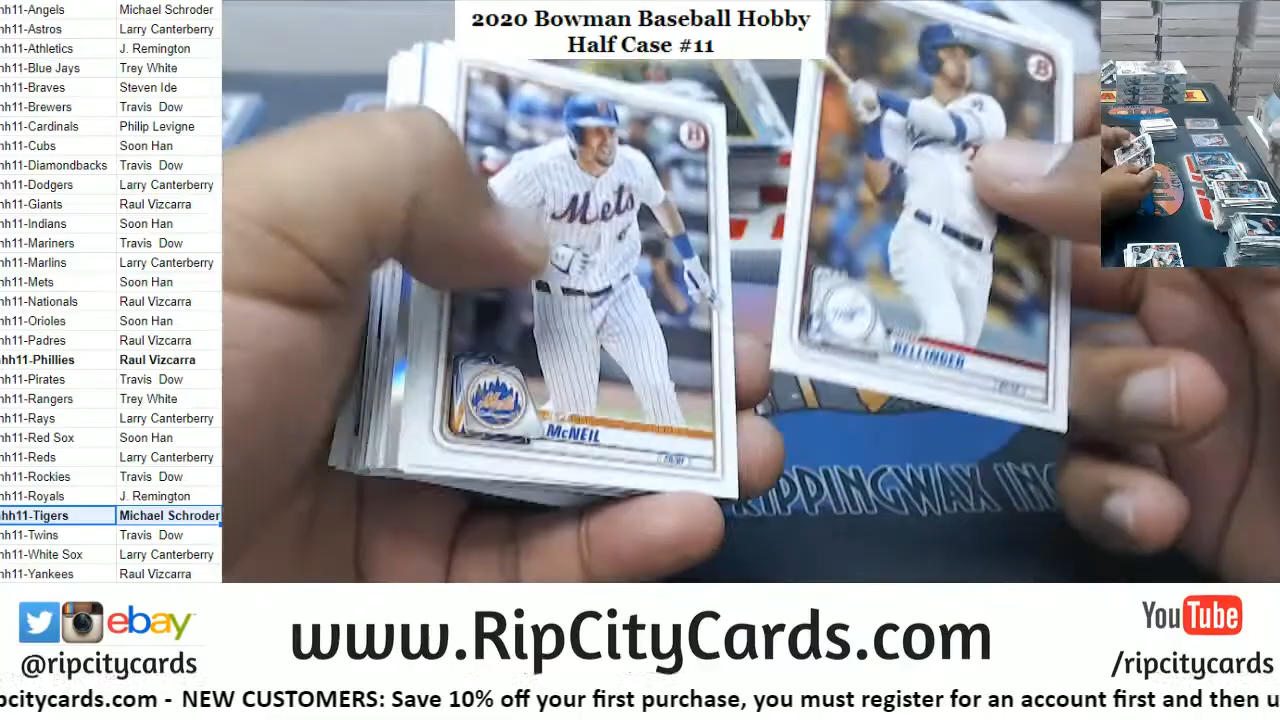 2020 Bowman Baseball Hobby
Half Case #11
hh11-Angels Michael Schroder
hh11-Astros Larry Canterberry
hh11-Athletics J. Remington
hh11-Blue Jays Trey White
hh11-Braves Steven Ide
hh11-Brewers Travis Dow
hh11-Cardinals Philip Levigne
hh11-Cubs Soon Han
hh11-Diamondbacks Travis Dow
hh11-Dodgers Larry Canterberry
hh11-Giants Raul Vizcarra
hh11-Indians Soon Han
hh11-Mariners Travis Dow
hh11-Marlins Larry Canterberry
hh11-Mets Soon Han
hh11-Nationals Raul Vizcarra
hh11-Orioles Soon Han
hh11-Padres Raul Vizcarra
hh11-Phillies Raul Vizcarra
hh11-Pirates Travis Dow
hh11-Rangers Trey White
hh11-Rays Larry Canterberry
hh11-Red Sox Soon Han
hh11-Reds Larry Canterberry
hh11-Rockies Travis Dow
hh11-Royals J. Remington
hh11-Tigers Michael Schroder
hh11-Twins Travis Dow
hh11-White Sox Larry Canterberry
hh11-Yankees Raul Vizcarra
B
Mets
Mets
McNEIL
B
BELLINGER
RIPPINGWAX INC
ebay
@ripcitycards
www.RipCityCards.com
YouTube
/ripcitycards
pcitycards.com - NEW CUSTOMERS: Save 10% off your first purchase, you must register for an account first and then u